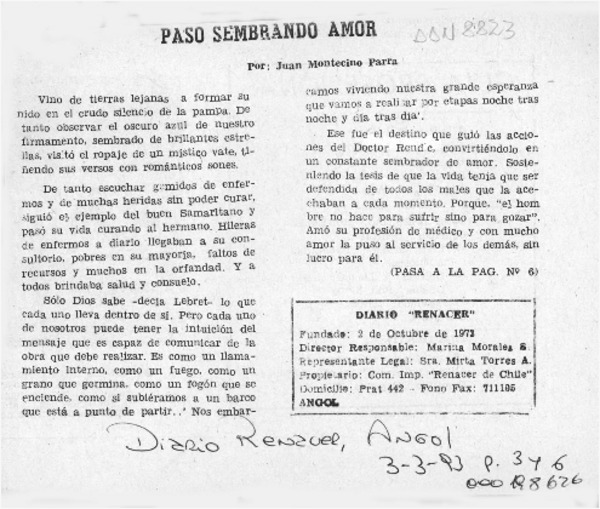 PASO SEMBRANDO AMOR
Por: Juan Montecino Parra
Vino de tierras lejanas a formar su
nido en el crudo silencio de la pampa. De
tanto observar el oscuro azul de nuestro
firmamento, sembrado de brillantes estre-
llas, vistió el ropaje de un místico vate, ti-
ñendo sus versos con románticos sones.
De tanto escuchar gemidos de enfer-
mos y de muchas heridas sin poder curar,
siguió el ejemplo del buen Samaritano y
pasó su vida curando al hermano. Hileras
de enfermos a diario llegaban a su con-
sultorio, pobres en su mayoría, faltos de
recursos y muchos en la orfandad. Y a
todos brindaba salud y consuelo.
Sólo Dios sabe -decía Lebret- lo que
cada uno lleva dentro de sí. Pero cada uno
de nosotros puede tener la intuición del
mensaje que es capaz de comunicar de la
obra que debe realizar. Es como un llama-
miento interno, como un fuego, como un
grano que germina, como un fogón que se
enciende, como si subiéramos a un barco
que está a punto de partir..' Nos embar-
camos viviendo nuestra grande esperanza
que vamos a realizar por etapas noche tras
noche y día tras día'.
Ese fue el destino que guió las accio-
nes del Doctor Rendic, convirtiéndolo en
un constante sembrador de amor. Soste-
niendo la tesis de que la vida tenía que ser
defendida de todos los males que la ace-
chaban a cada momento. Porque, "el hom
bre no hace para sufrir sino para gozar".
Amó su profesión de médico y con mucho
amor la puso al servicio de los demás, sin
lucro para él.
(PASA A LA PAG. Nº 6)
DIARIO "RENACER"
Fundado: 2 de Octubre de 1973
Director Responsable: Marina Morales S.
Representante Legal: Sra. Mirta Torres A.
Propietario: Com. Imp. "Renacer de Chile"
Domicilio: Prat 442 - Fono Fax: 711195
ANGOL
Diario Renacer, ANGOL
3-3-93 p. 3 y 6